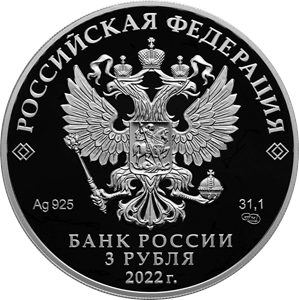 РОССИЙСКАЯ ФЕДЕРАЦИЯ
Ag 925 31,1
БАНК РОССИИ
3 РУБЛЯ
2022 г.